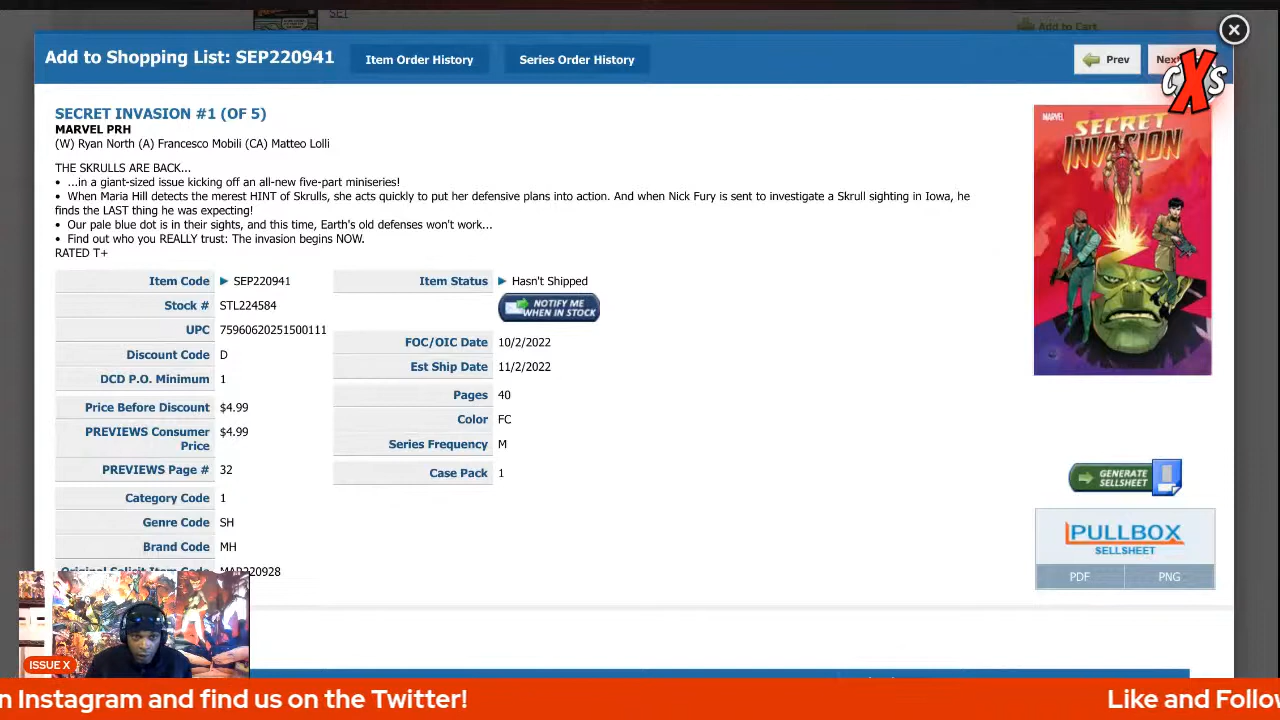 SET
Add to Cart
Add to Shopping List: SEP220941
Item Order History
Series Order History
Prev
Next
CXS
SECRET INVASION #1 (OF 5)
MARVEL PRH
(W) Ryan North (A) Francesco Mobili (CA) Matteo Lolli
THE SKRULLS ARE BACK...
• ...in a giant-sized issue kicking off an all-new five-part miniseries!
• When Maria Hill detects the merest HINT of Skrulls, she acts quickly to put her defensive plans into action. And when Nick Fury is sent to investigate a Skrull sighting in Iowa, he
finds the LAST thing he was expecting!
• Our pale blue dot is in their sights, and this time, Earth's old defenses won't work...
• Find out who you REALLY trust: The invasion begins NOW.
RATED T+
MARVEL
SECRET
INVASION
Item Code SEP220941
Stock # STL224584
UPC 75960620251500111
Discount Code D
DCD P.O. Minimum 1
Price Before Discount $4.99
PREVIEWS Consumer
Price $4.99
PREVIEWS Page # 32
Category Code 1
Genre Code SH
Brand Code MH
Original Solicit Item Code MAR220928
Item Status Hasn't Shipped
NOTIFY ME
WHEN IN STOCK
FOC/OIC Date 10/2/2022
Est Ship Date 11/2/2022
Pages 40
Color FC
Series Frequency M
Case Pack 1
GENERATE
SELLSHEET
PULLBOX
SELLSHEET
PDF
PNG
ISSUE X
n Instagram and find us on the Twitter!
Like and Follow